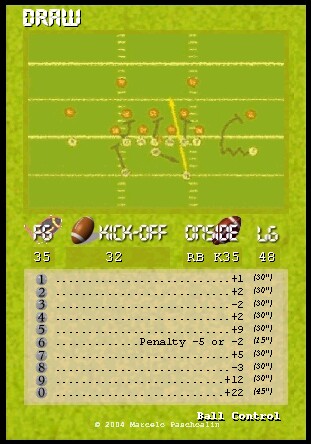 DRAW
FG KICK-OFF ONSIDE LG
35 32 RB K35 48
1 ........................... +1 (30")
2 ........................... +2 (30")
3 ........................... -2 (30")
4 ........................... +2 (30")
5 ........................... +9 (30")
6 ............ Penalty -5 or -2 (15")
7 ........................... +5 (30")
8 ........................... -3 (30")
9 ........................... +12 (30")
0 ........................... +22 (45")
Ball Control
© 2004 Marcelo Paschoalin